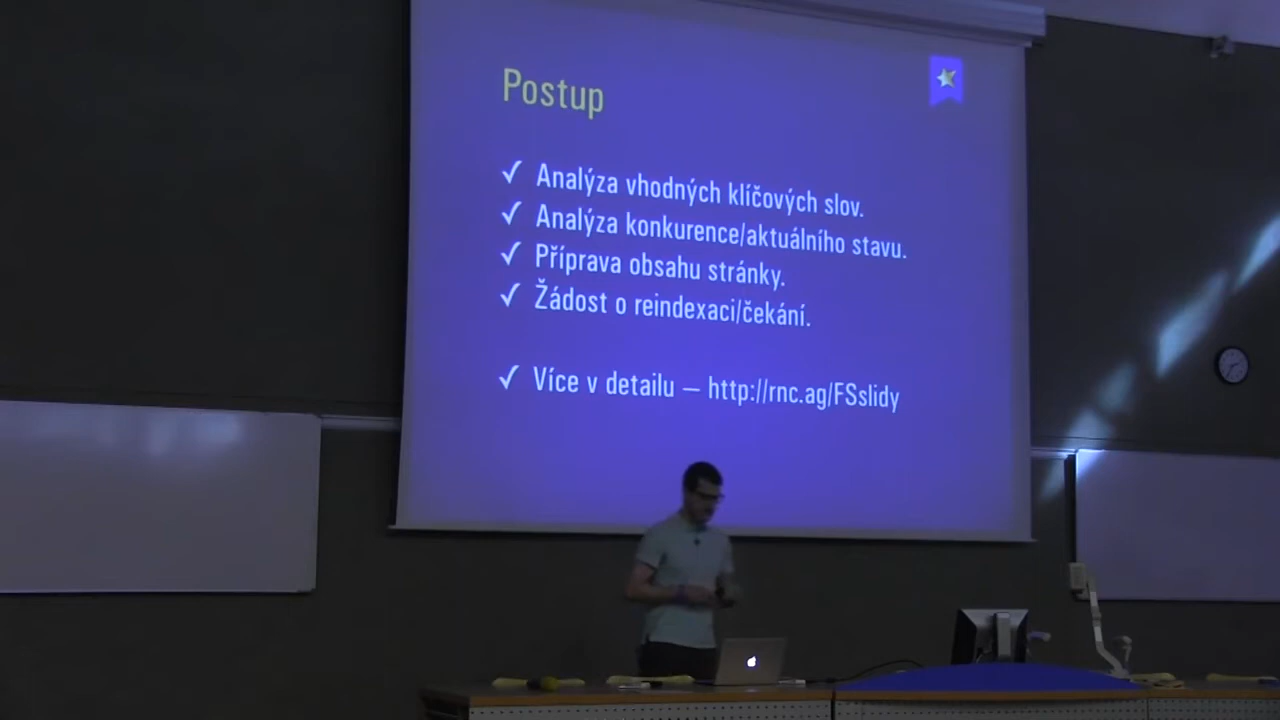 Postup
✓ Analýza vhodných klíčových slov.
✓ Analýza konkurence/aktuálního stavu.
✓ Příprava obsahu stránky.
✓ Žádost o reindexaci/čekání.
✓ Více v detailu — http://rnc.ag/FSslidy